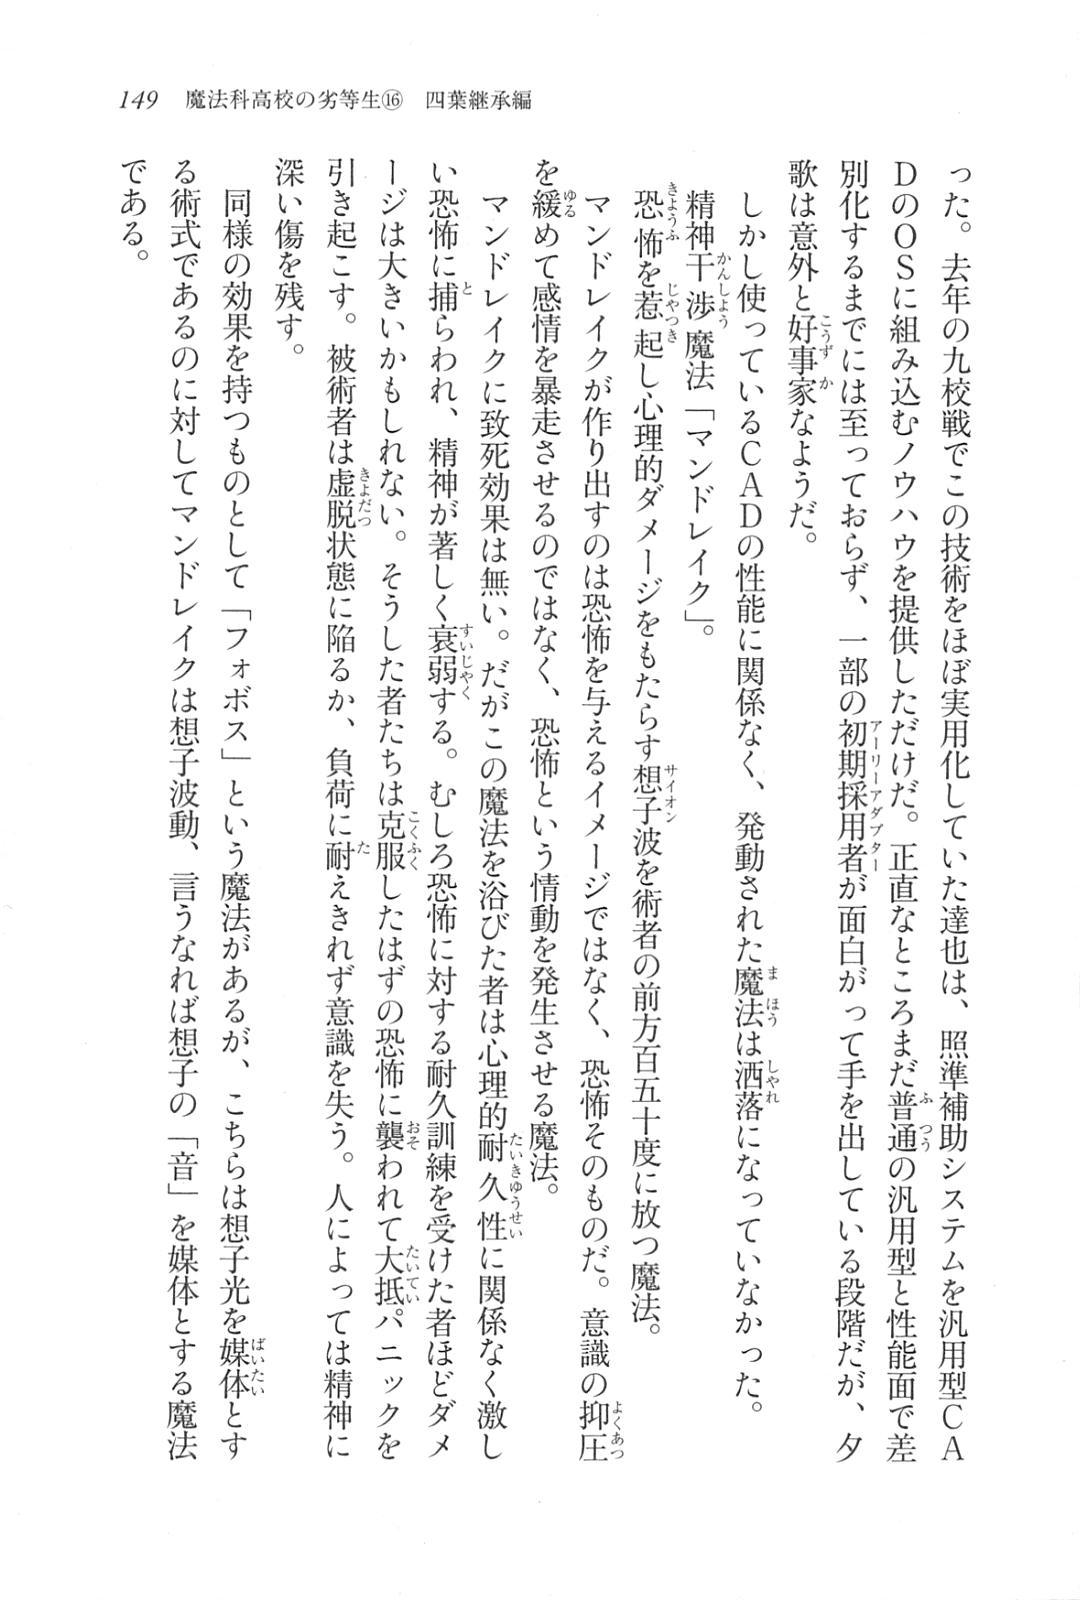 149　魔法科高校の劣等生⑯　四葉継承編
った。去年の九校戦でこの技術をほぼ実用化していた達也は、照準補助システムを汎用型ＣＡ
ＤのＯＳに組み込むノウハウを提供しただけだ。正直なところまだ普通の汎用型と性能面で差
別化するまでには至っておらず、一部の初期採用者が面白がって手を出している段階だが、夕
歌は意外と好事家なようだ。
しかし使っているＣＡＤの性能に関係なく、発動された魔法は洒落になっていなかった。
精神干渉魔法「マンドレイク」。
恐怖を惹起し心理的ダメージをもたらす想子波を術者の前方百五十度に放つ魔法。
マンドレイクが作り出すのは恐怖を与えるイメージではなく、恐怖そのものだ。意識の抑圧
を緩めて感情を暴走させるのではなく、恐怖という情動を発生させる魔法。
マンドレイクに致死効果は無い。だがこの魔法を浴びた者は心理的耐久性に関係なく激し
い恐怖に捕らわれ、精神が著しく衰弱する。むしろ恐怖に対する耐久訓練を受けた者ほどダメ
ージは大きいかもしれない。そうした者たちは克服したはずの恐怖に襲われて大抵パニックを
引き起こす。被術者は虚脱状態に陥るか、負荷に耐えきれず意識を失う。人によっては精神に
深い傷を残す。
同様の効果を持つものとして「フォボス」という魔法があるが、こちらは想子光を媒体とす
る術式であるのに対してマンドレイクは想子波動、言うなれば想子の「音」を媒体とする魔法
である。